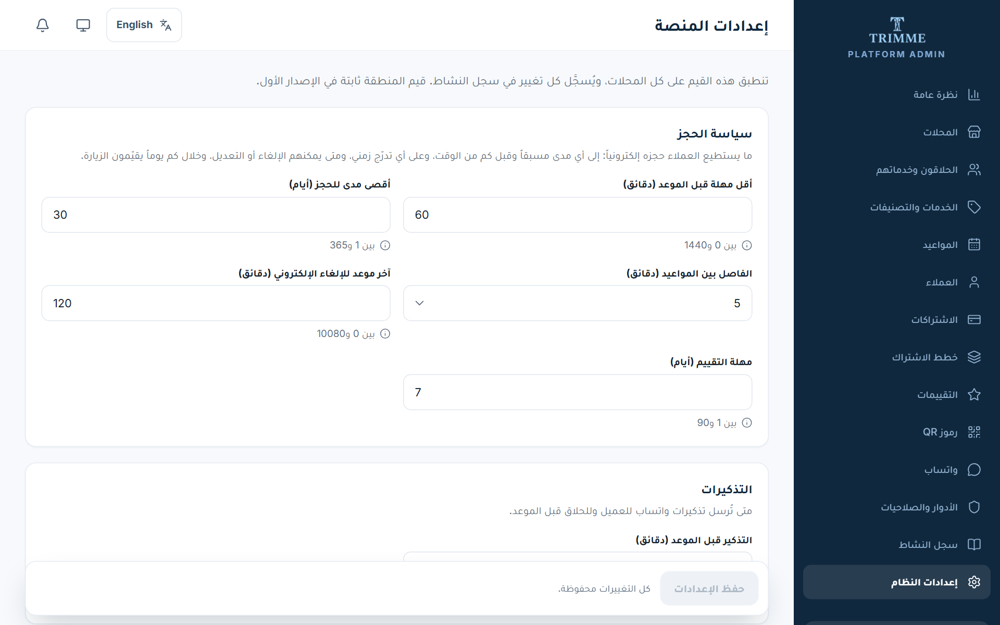 TRIMME
PLATFORM ADMIN
نظرة عامة
المحلات
الحلاقون وخدماتهم
الخدمات والتصنيفات
المواعيد
العملاء
الاشتراكات
خطط الاشتراك
التقييمات
رموز QR
واتساب
الأدوار والصلاحيات
سجل النشاط
إعدادات النظام
إعدادات المنصة
English
تنطبق هذه القيم على كل المحلات، ويُسجَّل كل تغيير في سجل النشاط. قيم المنطقة ثابتة في الإصدار الأول.
سياسة الحجز
ما يستطيع العملاء حجزه إلكترونياً: إلى أي مدى مسبقاً وقبل كم من الوقت، وعلى أي تدرّج زمني، ومتى يمكنهم الإلغاء أو التعديل، وخلال كم يوماً يقيّمون الزيارة.
أقل مهلة قبل الموعد (دقائق)
60
بين 0 و1440
أقصى مدى للحجز (أيام)
30
بين 1 و365
الفاصل بين المواعيد (دقائق)
5
آخر موعد للإلغاء الإلكتروني (دقائق)
120
بين 0 و10080
مهلة التقييم (أيام)
7
بين 1 و90
التذكيرات
متى تُرسل تذكيرات واتساب للعميل وللحلاق قبل الموعد.
التذكير قبل الموعد (دقائق)
حفظ الإعدادات
كل التغييرات محفوظة.